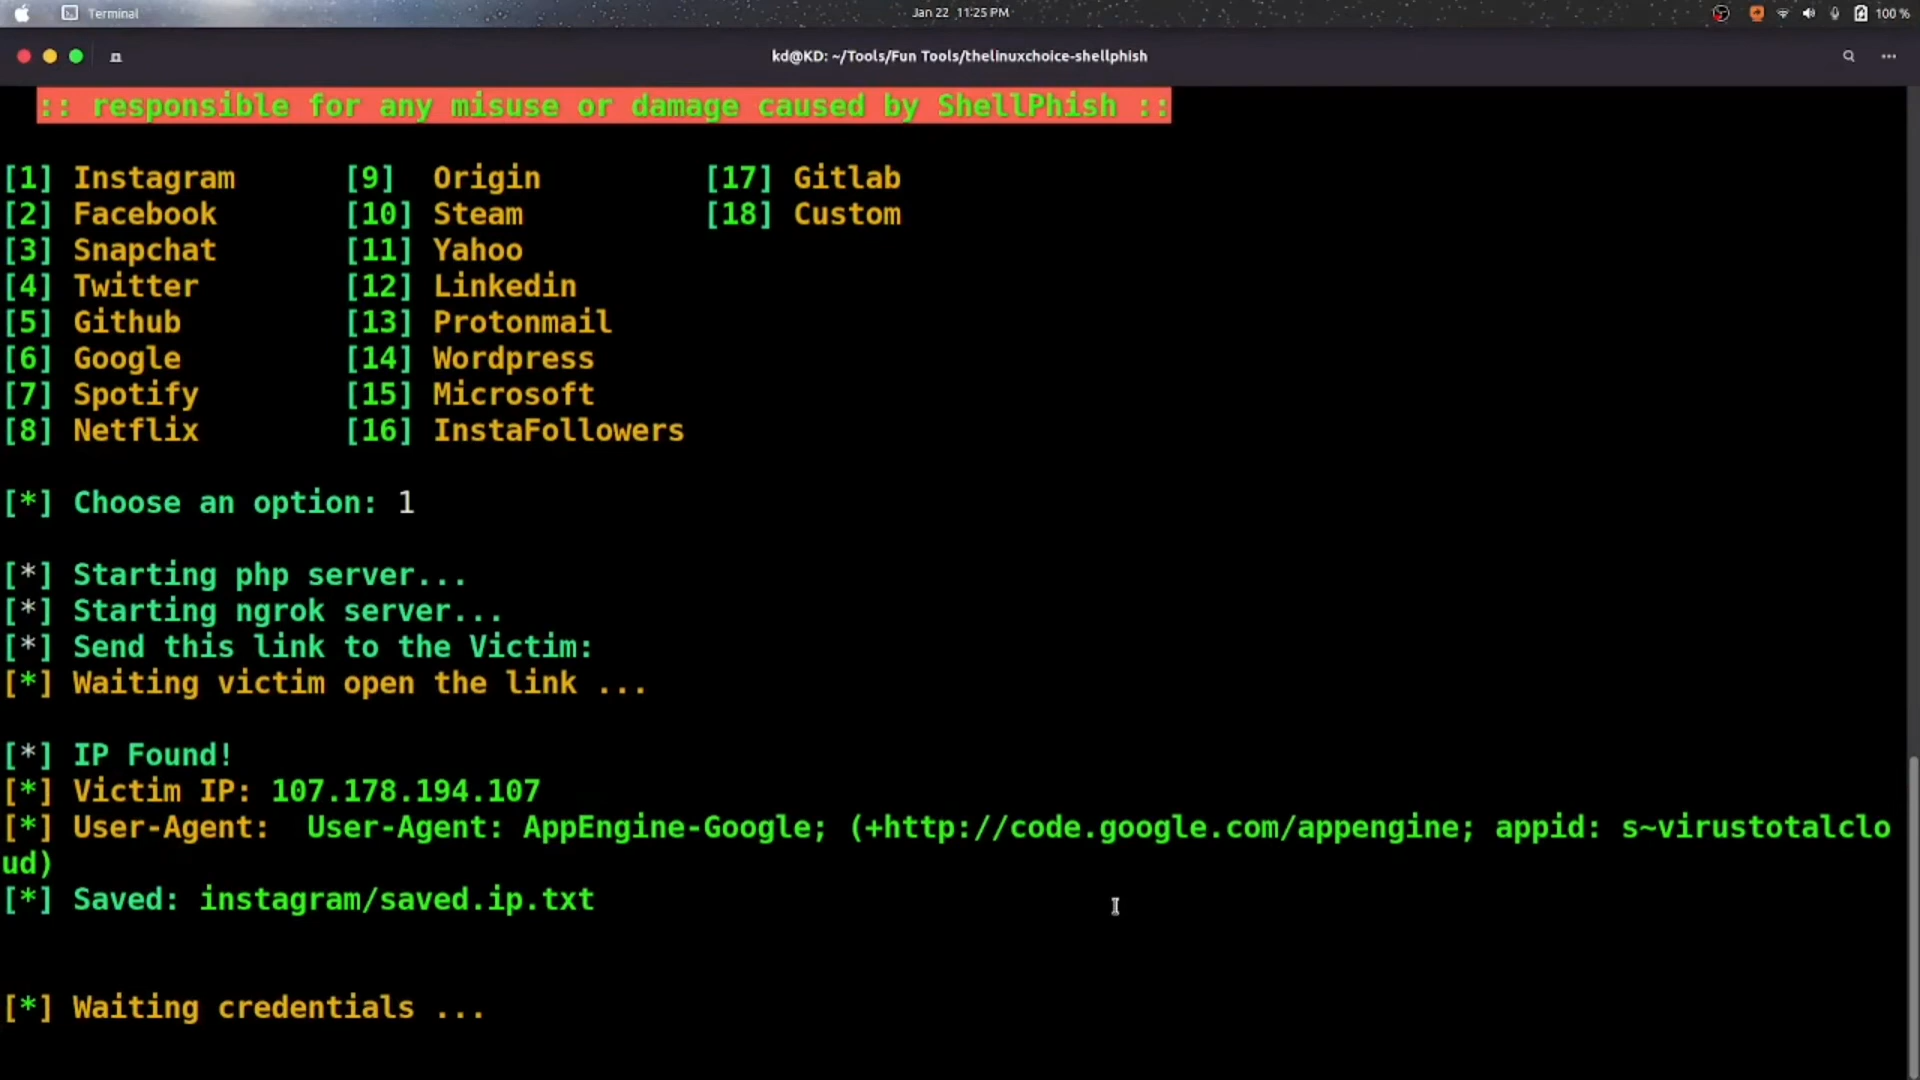 Terminal
Jan 22 11:25 PM
100 %
kd@KD: ~/Tools/Fun Tools/thelinuxchoice-shellphish
:: responsible for any misuse or damage caused by ShellPhish ::
[1] Instagram [9] Origin [17] Gitlab
[2] Facebook [10] Steam [18] Custom
[3] Snapchat [11] Yahoo
[4] Twitter [12] Linkedin
[5] Github [13] Protonmail
[6] Google [14] Wordpress
[7] Spotify [15] Microsoft
[8] Netflix [16] InstaFollowers
[*] Choose an option: 1
[*] Starting php server...
[*] Starting ngrok server...
[*] Send this link to the Victim:
[*] Waiting victim open the link ...
[*] IP Found!
[*] Victim IP: 107.178.194.107
[*] User-Agent: User-Agent: AppEngine-Google; (+http://code.google.com/appengine; appid: s~virustotalclo
ud)
[*] Saved: instagram/saved.ip.txt
[*] Waiting credentials ...